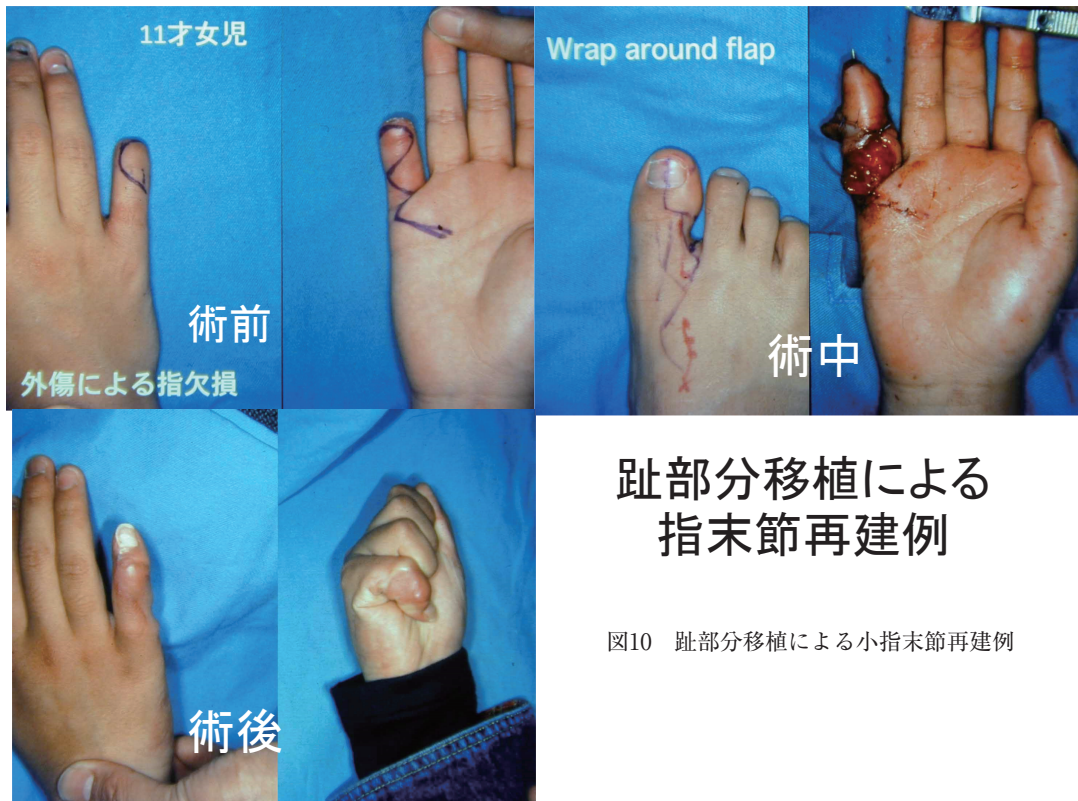 11才女児
術前
外傷による指欠損
Wrap around flap
術中
術後
趾部分移植による
指末節再建例
図10　趾部分移植による小指末節再建例